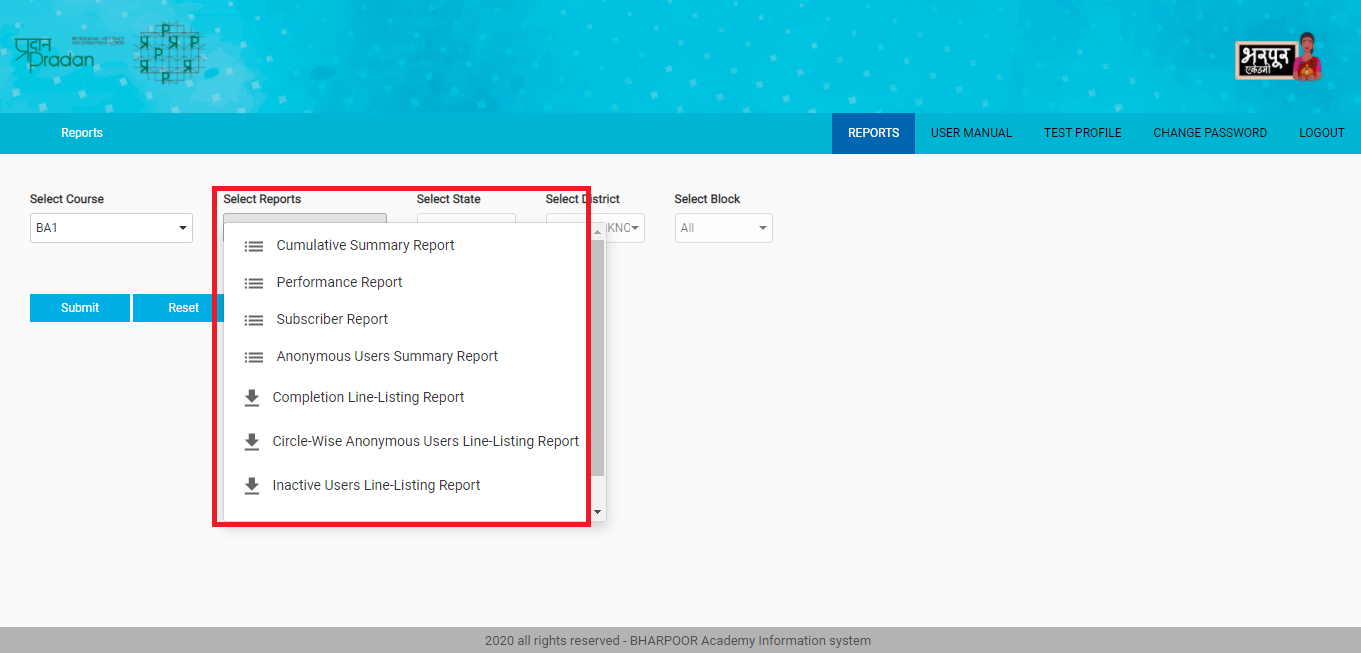 प्रदान
Pradan
भरपूर
एकेडमी
Reports
REPORTS
USER MANUAL
TEST PROFILE
CHANGE PASSWORD
LOGOUT
Select Course
Select Reports
Select State
Select District
Select Block
BA1
KNC
All
Cumulative Summary Report
Performance Report
Subscriber Report
Anonymous Users Summary Report
Completion Line-Listing Report
Circle-Wise Anonymous Users Line-Listing Report
Inactive Users Line-Listing Report
Submit
Reset
2020 all rights reserved - BHARPOOR Academy Information system